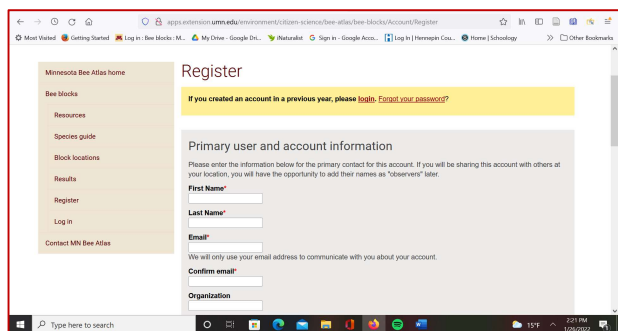 apps.extension.umn.edu/environment/citizen-science/bee-atlas/bee-blocks/Account/Register
Most Visited Getting Started Log in : Bee blocks : M... My Drive - Google Dri... iNaturalist Sign in - Google Acco... Log In | Hennepin Cou... Home | Schoology Other Bookmarks
Minnesota Bee Atlas home
Bee blocks
Resources
Species guide
Block locations
Results
Register
Log in
Contact MN Bee Atlas
Register
If you created an account in a previous year, please login. Forgot your password?
Primary user and account information
Please enter the information below for the primary contact for this account. If you will be sharing this account with others at
your location, you will have the opportunity to add their names as "observers" later.
First Name*
Last Name*
Email*
We will only use your email address to communicate with you about your account.
Confirm email*
Organization
Type here to search
15°F
2:21 PM
1/26/2022